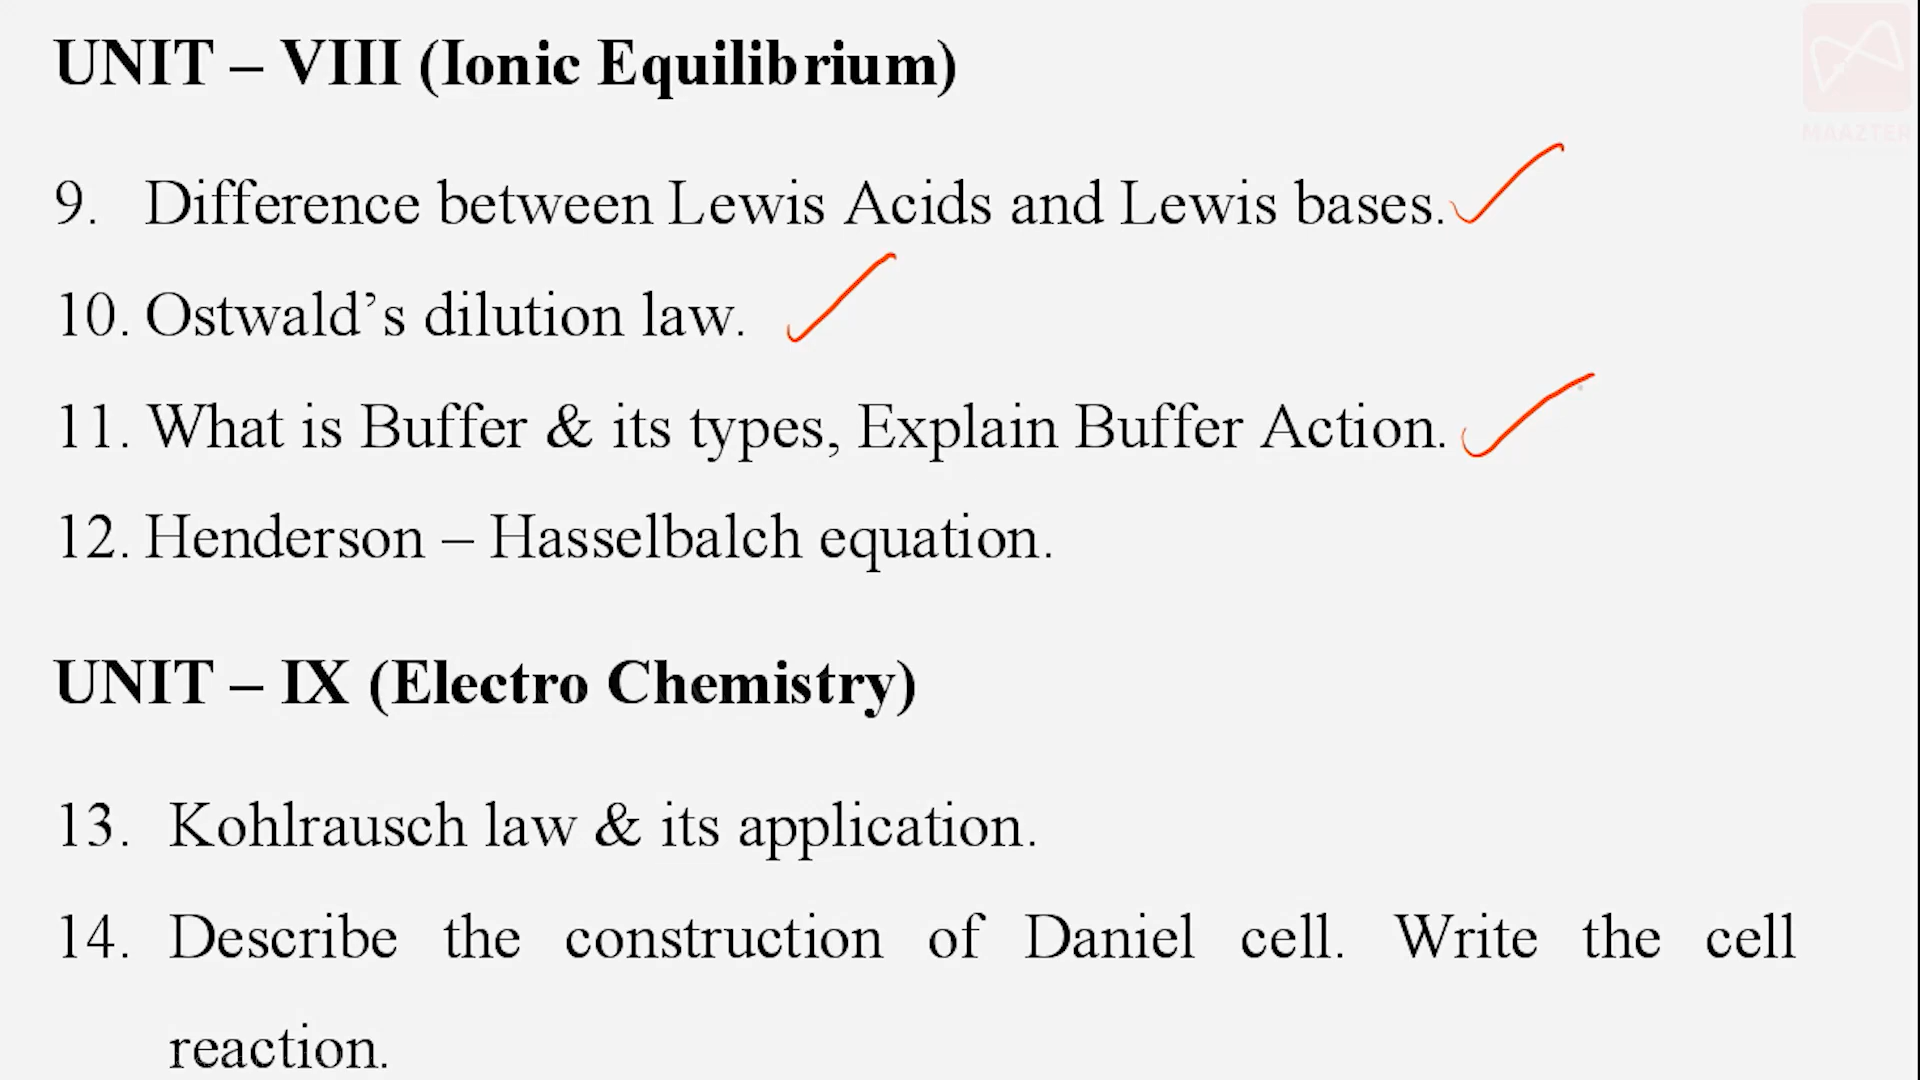 UNIT – VIII (Ionic Equilibrium)
MAAZTER
9. Difference between Lewis Acids and Lewis bases.
10. Ostwald’s dilution law.
11. What is Buffer & its types, Explain Buffer Action.
12. Henderson – Hasselbalch equation.
UNIT – IX (Electro Chemistry)
13. Kohlrausch law & its application.
14. Describe the construction of Daniel cell. Write the cell
reaction.